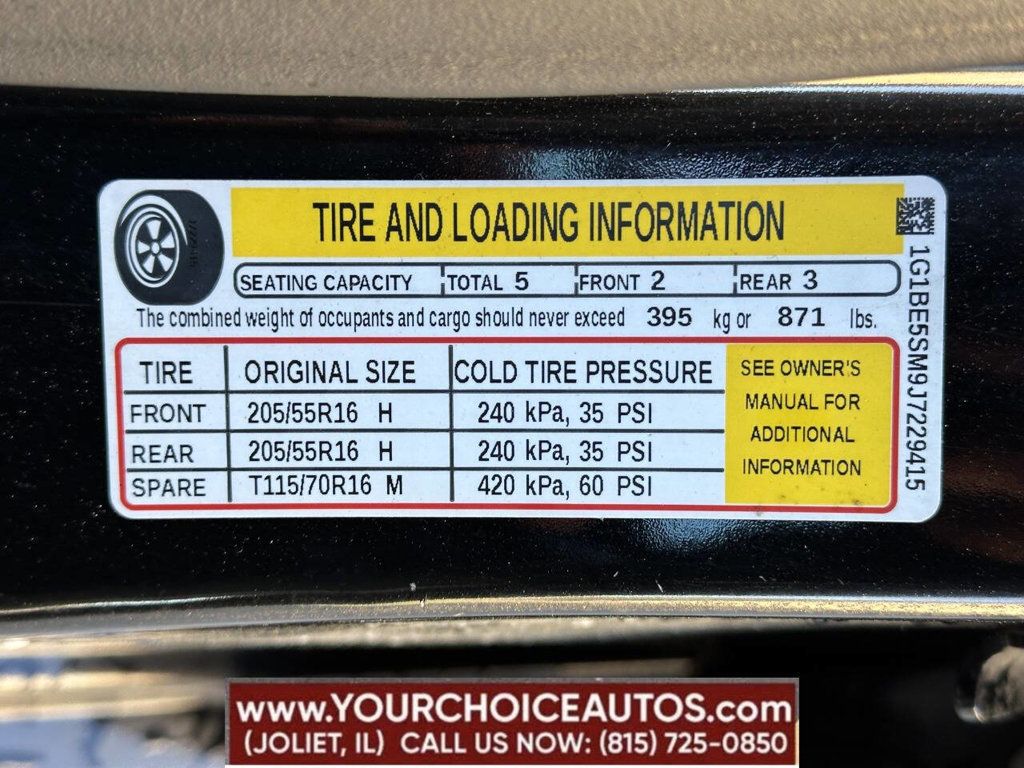 TIRE AND LOADING INFORMATION
SEATING CAPACITY TOTAL 5 FRONT 2 REAR 3
The combined weight of occupants and cargo should never exceed 395 kg or 871 lbs.
TIRE ORIGINAL SIZE COLD TIRE PRESSURE
FRONT 205/55R16 H 240 kPa, 35 PSI
REAR 205/55R16 H 240 kPa, 35 PSI
SPARE T115/70R16 M 420 kPa, 60 PSI
SEE OWNER'S
MANUAL FOR
ADDITIONAL
INFORMATION
1G1BE5SM9J7229415
www.YOURCHOICEAUTOS.com
(JOLIET, IL) CALL US NOW: (815) 725-0850